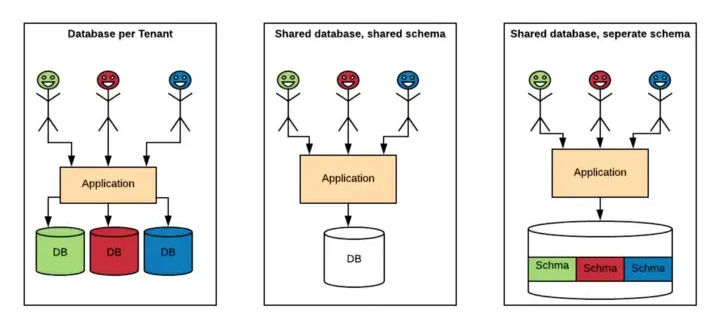 Database per Tenant
Application
DB
DB
DB
Shared database, shared schema
Application
DB
Shared database, seperate schema
Application
Schma
Schma
Schma